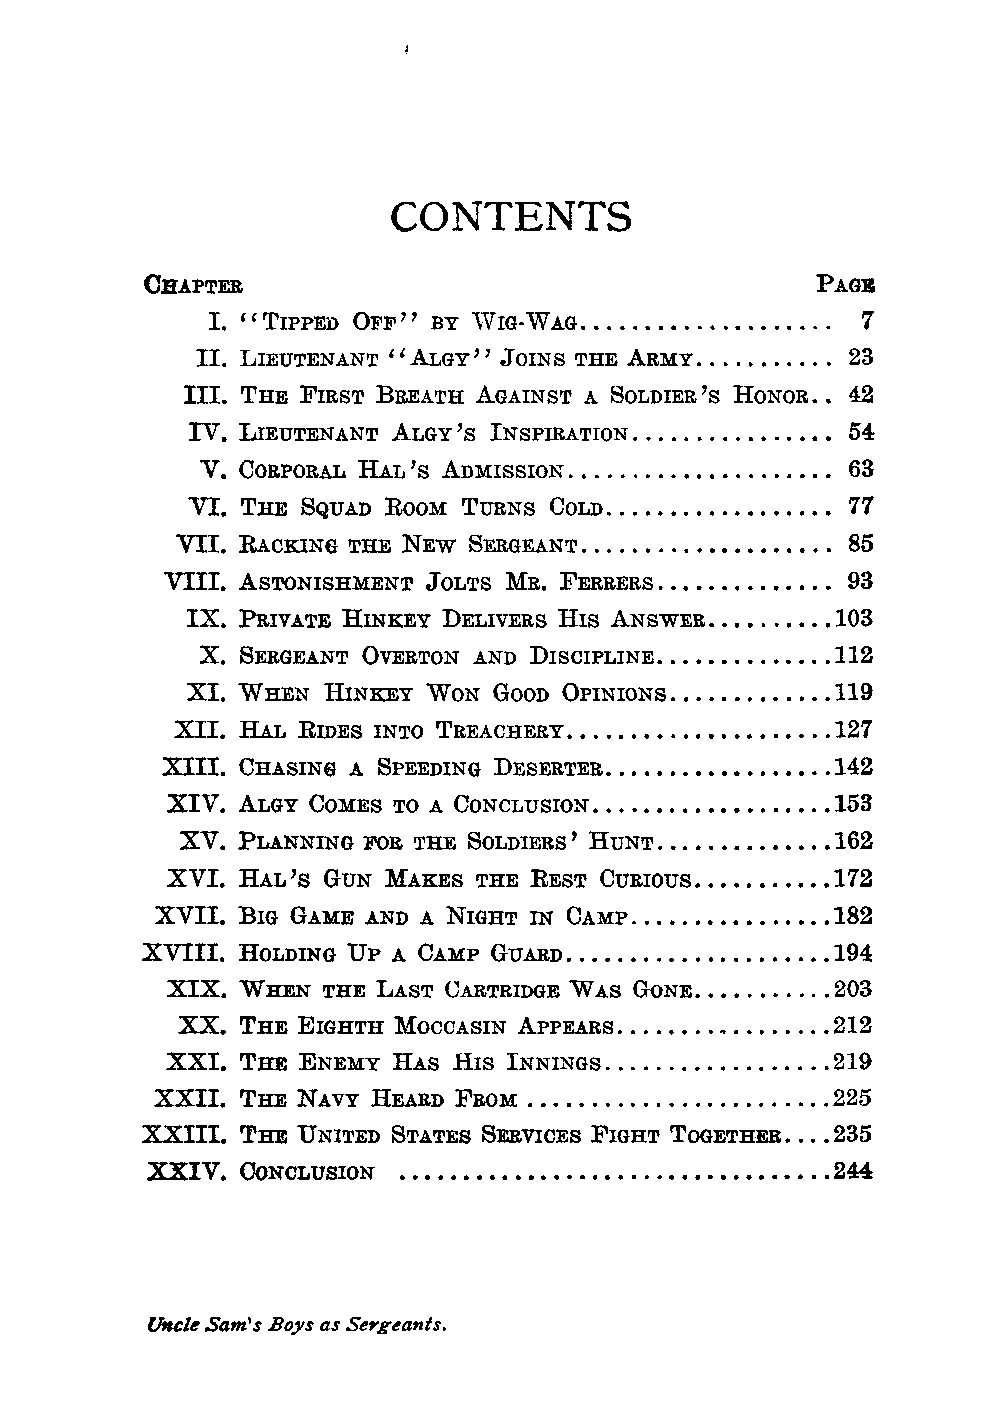 CONTENTS
CHAPTER PAGE
I. "TIPPED OFF" BY WIG-WAG.................... 7
II. LIEUTENANT "ALGY" JOINS THE ARMY........... 23
III. THE FIRST BREATH AGAINST A SOLDIER'S HONOR.. 42
IV. LIEUTENANT ALGY'S INSPIRATION................ 54
V. CORPORAL HAL'S ADMISSION..................... 63
VI. THE SQUAD ROOM TURNS COLD.................. 77
VII. RACKING THE NEW SERGEANT.................... 85
VIII. ASTONISHMENT JOLTS MR. FERRERS.............. 93
IX. PRIVATE HINKEY DELIVERS HIS ANSWER..........103
X. SERGEANT OVERTON AND DISCIPLINE..............112
XI. WHEN HINKEY WON GOOD OPINIONS.............119
XII. HAL RIDES INTO TREACHERY.....................127
XIII. CHASING A SPEEDING DESERTER..................142
XIV. ALGY COMES TO A CONCLUSION...................153
XV. PLANNING FOR THE SOLDIERS' HUNT..............162
XVI. HAL'S GUN MAKES THE REST CURIOUS...........172
XVII. BIG GAME AND A NIGHT IN CAMP................182
XVIII. HOLDING UP A CAMP GUARD.....................194
XIX. WHEN THE LAST CARTRIDGE WAS GONE...........203
XX. THE EIGHTH MOCCASIN APPEARS.................212
XXI. THE ENEMY HAS HIS INNINGS..................219
XXII. THE NAVY HEARD FROM ........................225
XXIII. THE UNITED STATES SERVICES FIGHT TOGETHER....235
XXIV. CONCLUSION ..................................244
Uncle Sam's Boys as Sergeants.